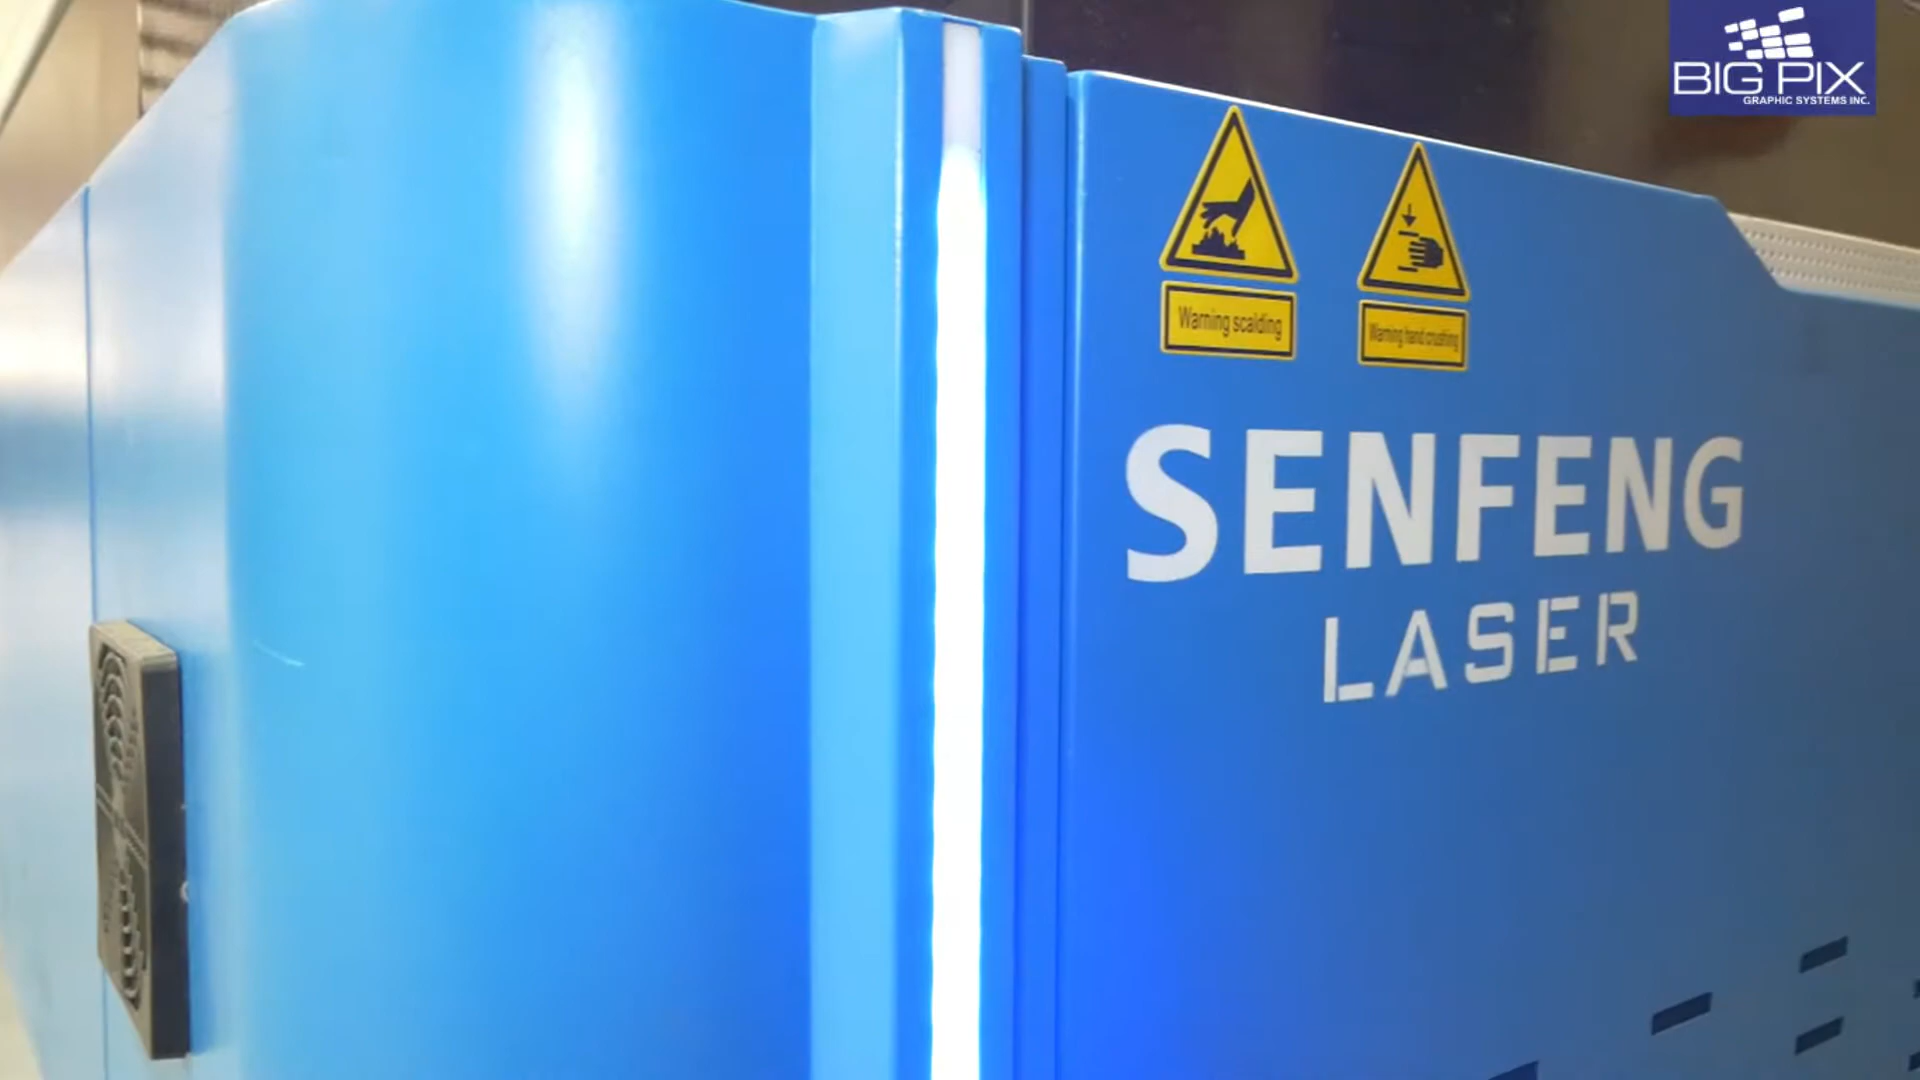 BIG PIX
GRAPHIC SYSTEMS INC.
Warning scalding
Warning hand crushing
SENFENG
LASER